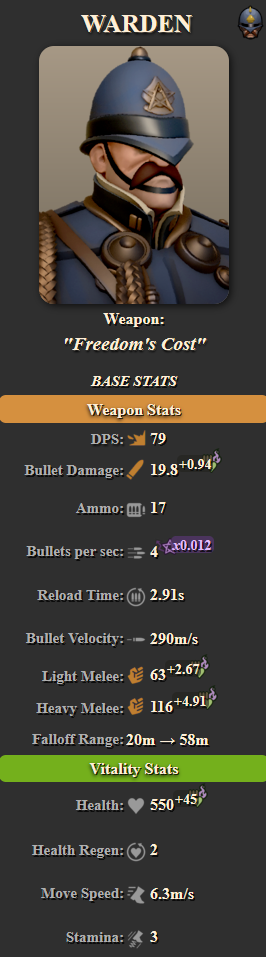 WARDEN
Weapon:
"Freedom's Cost"
BASE STATS
Weapon Stats
DPS: 79
Bullet Damage: 19.8+0.94
Ammo: 17
Bullets per sec: 4 x0.012
Reload Time: 2.91s
Bullet Velocity: 290m/s
Light Melee: 63+2.67
Heavy Melee: 116+4.91
Falloff Range: 20m → 58m
Vitality Stats
Health: 550+45
Health Regen: 2
Move Speed: 6.3m/s
Stamina: 3